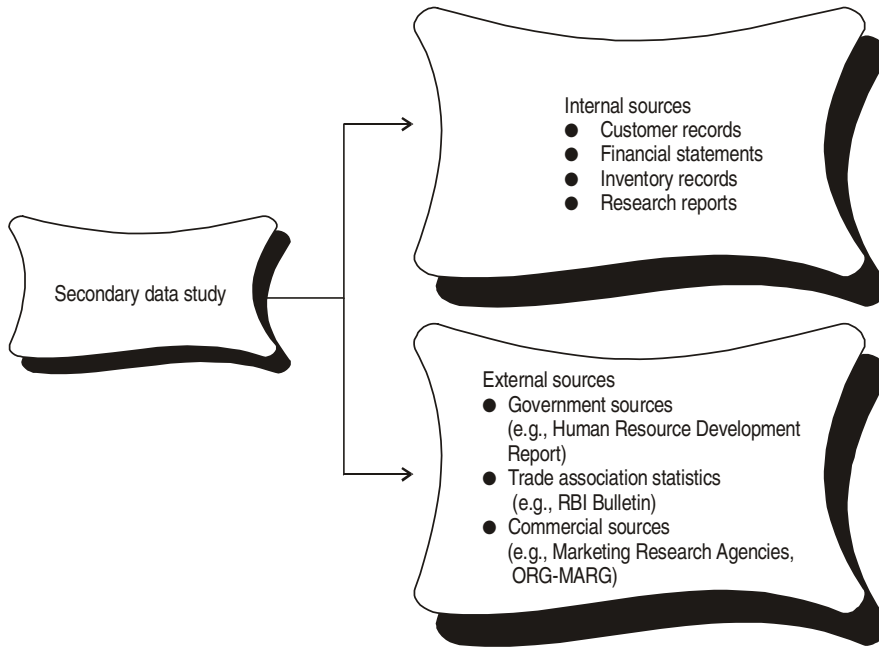 Secondary data study
Internal sources
● Customer records
● Financial statements
● Inventory records
● Research reports
External sources
● Government sources
(e.g., Human Resource Development
Report)
● Trade association statistics
(e.g., RBI Bulletin)
● Commercial sources
(e.g., Marketing Research Agencies,
ORG-MARG)